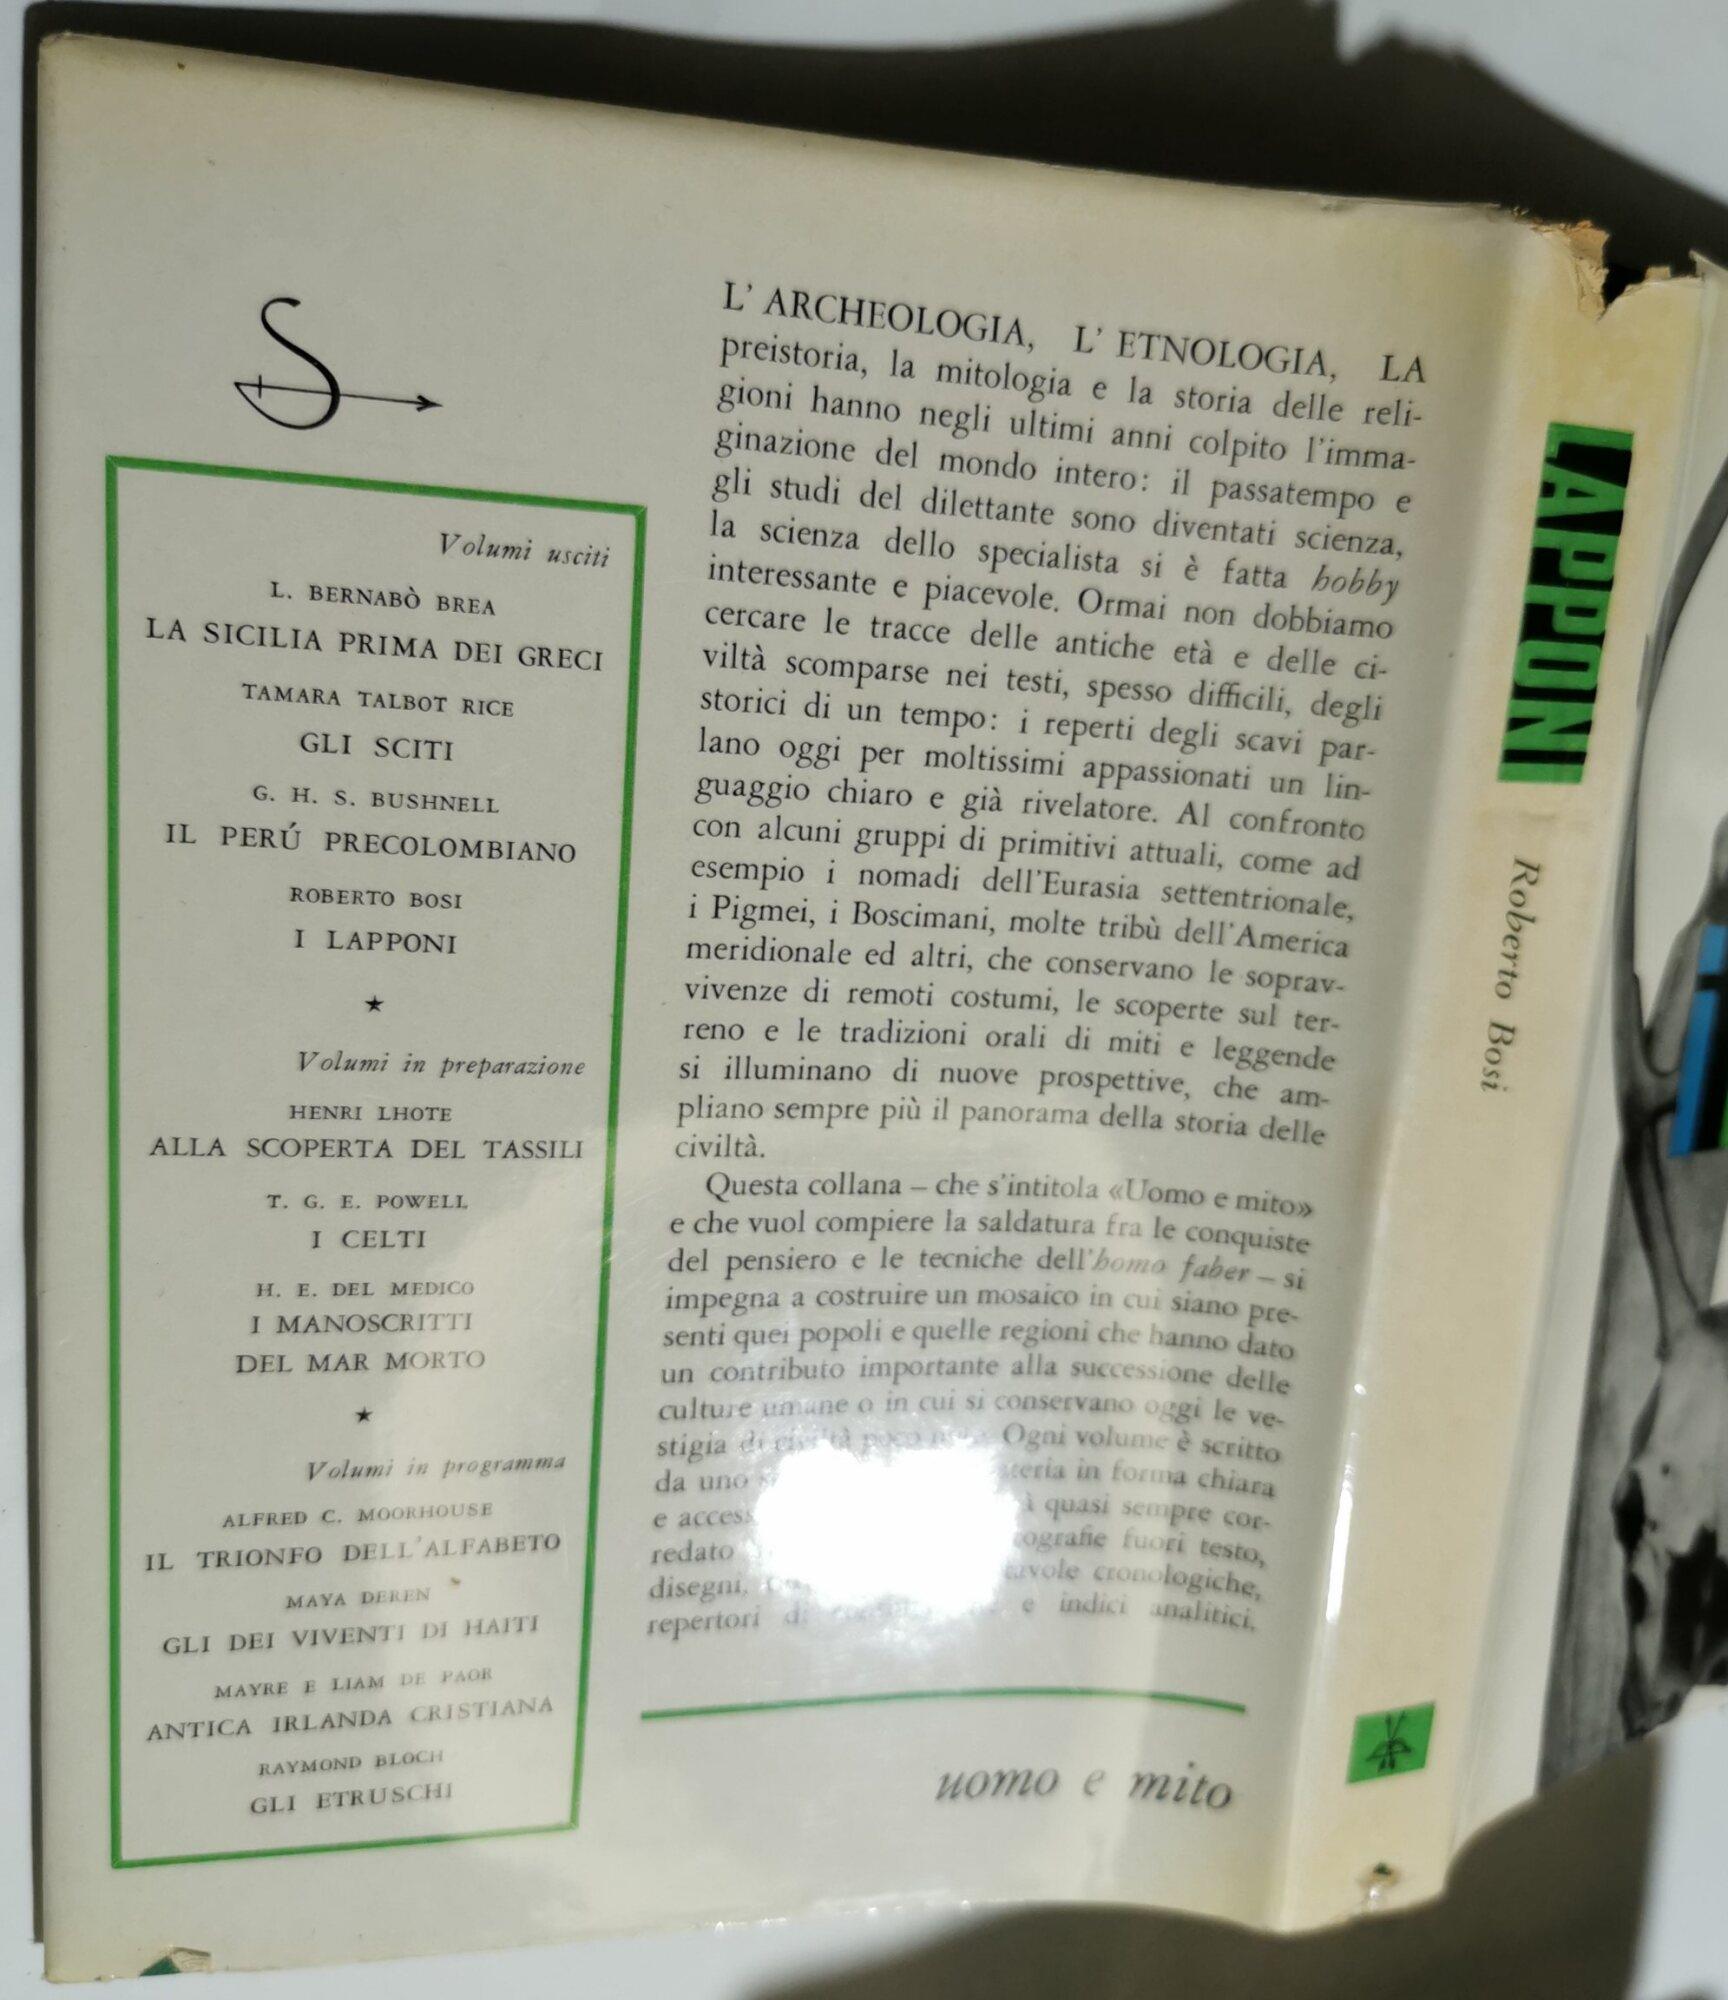 Volumi usciti
L. BERNABÒ BREA
LA SICILIA PRIMA DEI GRECI
TAMARA TALBOT RICE
GLI SCITI
G. H. S. BUSHNELL
IL PERÚ PRECOLOMBIANO
ROBERTO BOSI
I LAPPONI
★
Volumi in preparazione
HENRI LHOTE
ALLA SCOPERTA DEL TASSILI
T. G. E. POWELL
I CELTI
H. E. DEL MEDICO
I MANOSCRITTI
DEL MAR MORTO
★
Volumi in programma
ALFRED C. MOORHOUSE
IL TRIONFO DELL'ALFABETO
MAYA DEREN
GLI DEI VIVENTI DI HAITI
MAYRE E LIAM DE PAOR
ANTICA IRLANDA CRISTIANA
RAYMOND BLOCH
GLI ETRUSCHI
L' ARCHEOLOGIA, L' ETNOLOGIA, LA
preistoria, la mitologia e la storia delle reli-
gioni hanno negli ultimi anni colpito l'imma-
ginazione del mondo intero: il passatempo e
gli studi del dilettante sono diventati scienza,
la scienza dello specialista si è fatta hobby
interessante e piacevole. Ormai non dobbiamo
cercare le tracce delle antiche età e delle ci-
viltà scomparse nei testi, spesso difficili, degli
storici di un tempo: i reperti degli scavi par-
lano oggi per moltissimi appassionati un lin-
guaggio chiaro e già rivelatore. Al confronto
con alcuni gruppi di primitivi attuali, come ad
esempio i nomadi dell'Eurasia settentrionale,
i Pigmei, i Boscimani, molte tribù dell'America
meridionale ed altri, che conservano le soprav-
vivenze di remoti costumi, le scoperte sul ter-
reno e le tradizioni orali di miti e leggende
si illuminano di nuove prospettive, che am-
pliano sempre più il panorama della storia delle
civiltà.
Questa collana – che s'intitola «Uomo e mito»
e che vuol compiere la saldatura fra le conquiste
del pensiero e le tecniche dell'homo faber – si
impegna a costruire un mosaico in cui siano pre-
senti quei popoli e quelle regioni che hanno dato
un contributo importante alla successione delle
culture umane o in cui si conservano oggi le ve-
stigia di civiltà poco Ogni volume è scritto
da uno in forma chiara
e quasi sempre cor-
redato fuori testo,
disegni, cronologiche,
repertori di e indici analitici.
uomo e mito
LAPPONI
Roberto Bosi